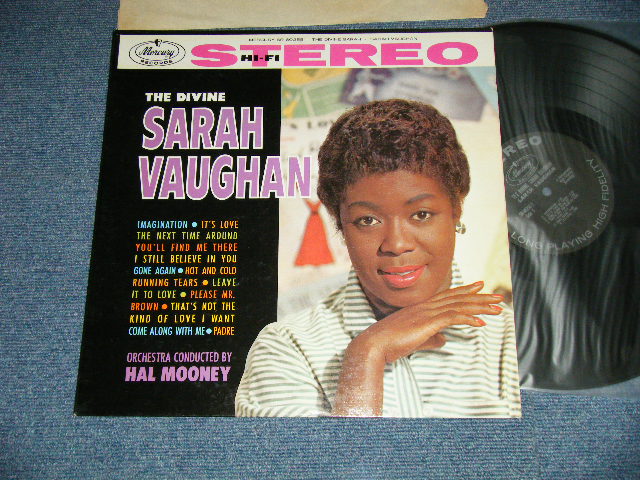 Mercury
RECORDS
STEREO
HI-FI
THE DIVINE
SARAH
VAUGHAN
IMAGINATION • IT'S LOVE
THE NEXT TIME AROUND
YOU'LL FIND ME THERE
I STILL BELIEVE IN YOU
GONE AGAIN • HOT AND COLD
RUNNING TEARS • LEAVE
IT TO LOVE • PLEASE MR.
BROWN • THAT'S NOT THE
KIND OF LOVE I WANT
COME ALONG WITH ME • PADRE
ORCHESTRA CONDUCTED BY
HAL MOONEY
STEREO
LONG PLAYING HIGH FIDELITY